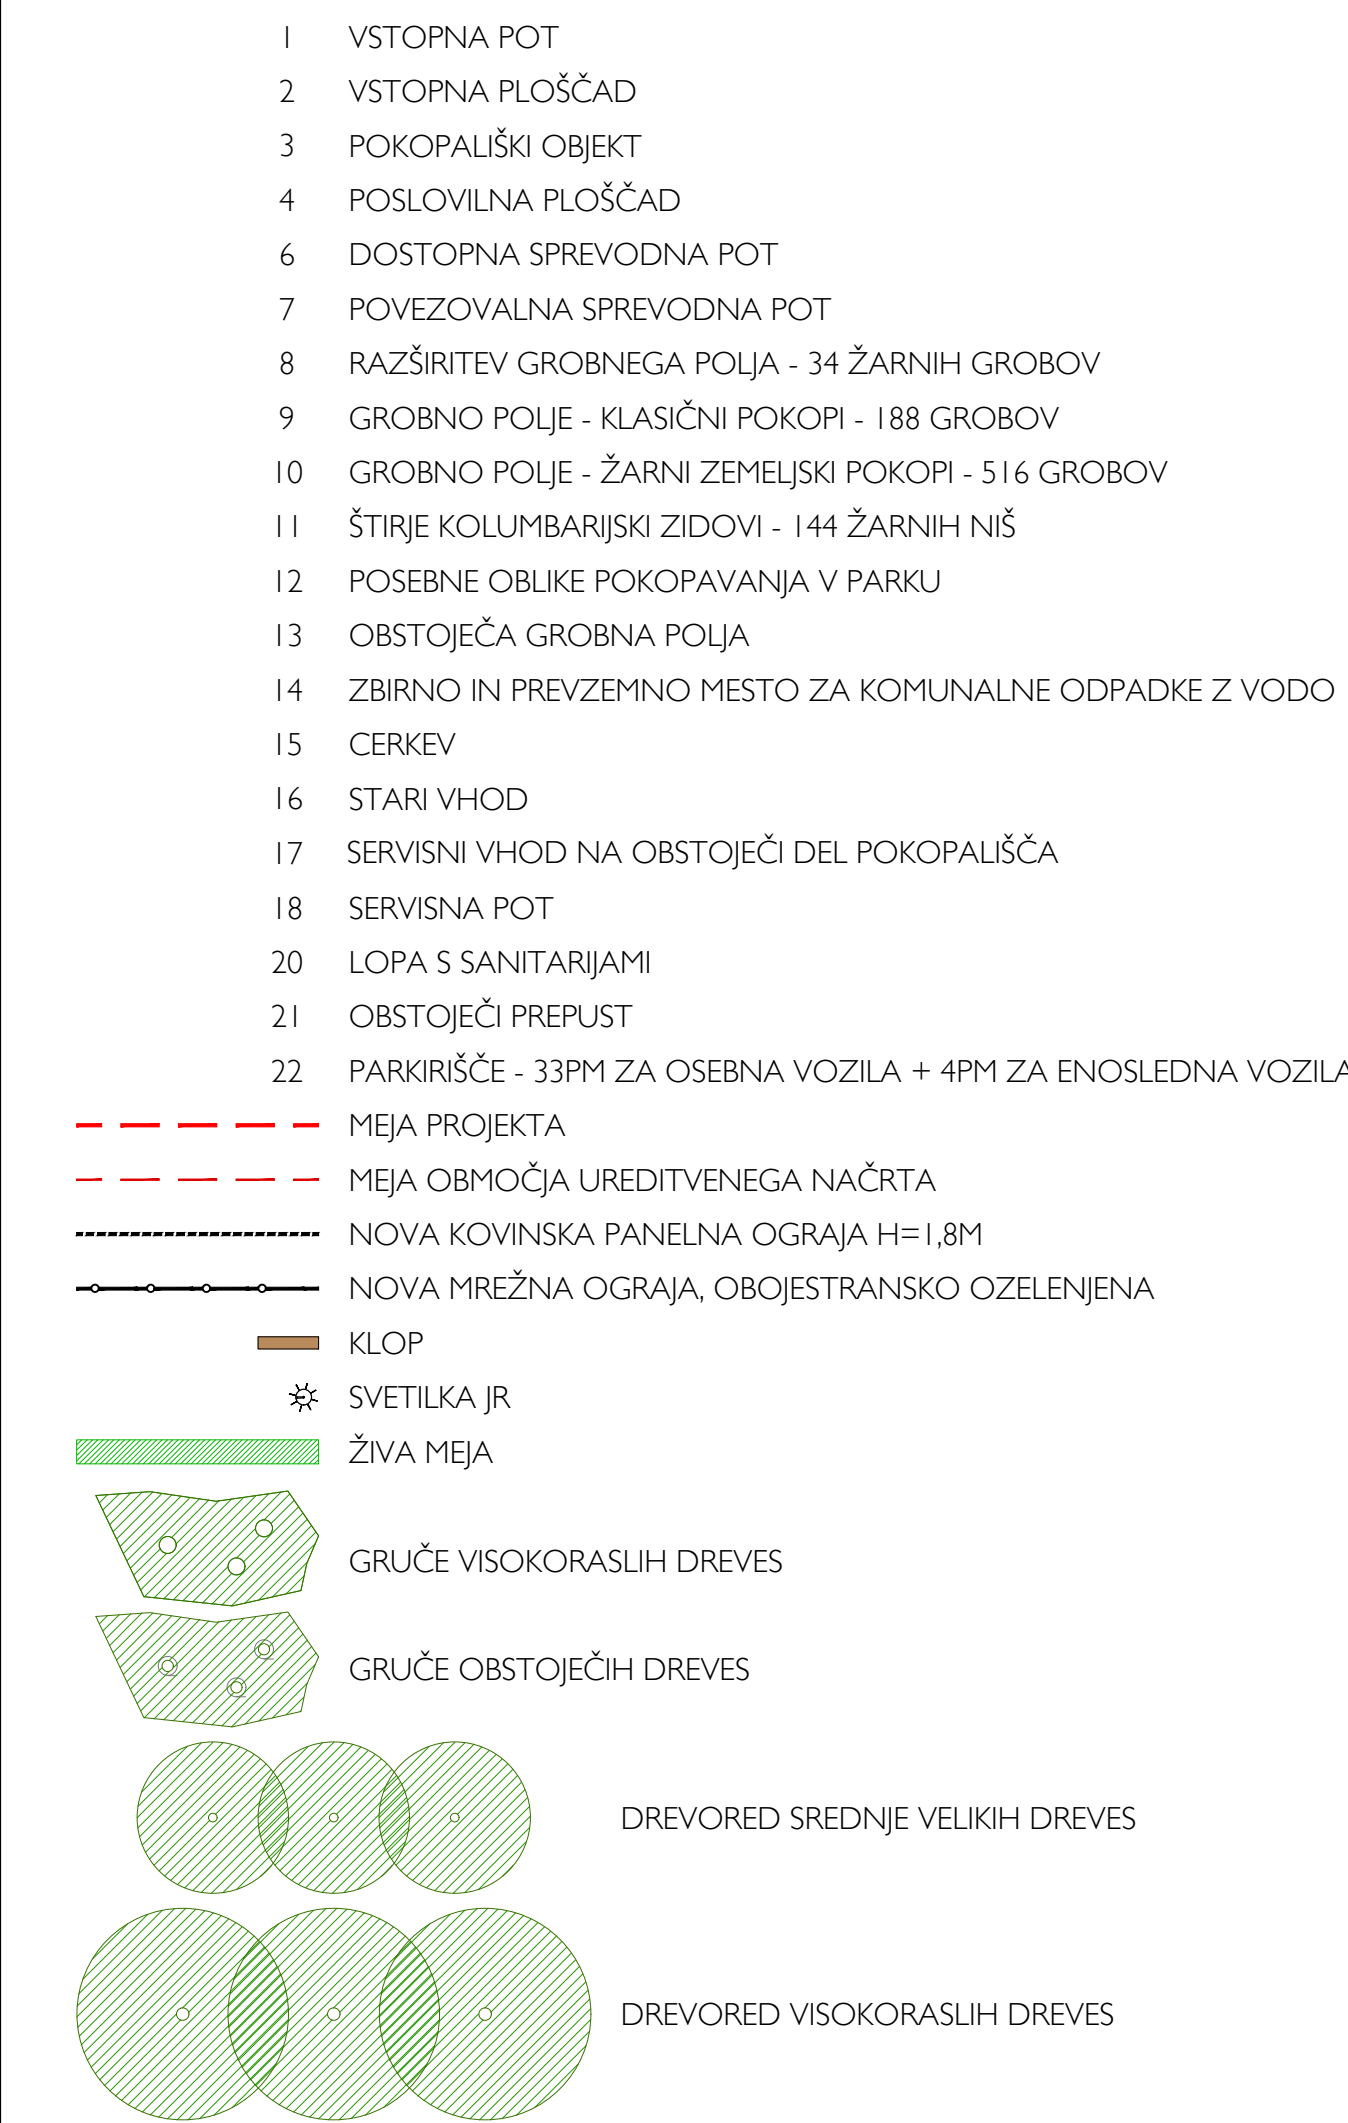 1 VSTOPNA POT
2 VSTOPNA PLOŠČAD
3 POKOPALIŠKI OBJEKT
4 POSLOVILNA PLOŠČAD
6 DOSTOPNA SPREVODNA POT
7 POVEZOVALNA SPREVODNA POT
8 RAZŠIRITEV GROBNEGA POLJA - 34 ŽARNIH GROBOV
9 GROBNO POLJE - KLASIČNI POKOPI - 188 GROBOV
10 GROBNO POLJE - ŽARNI ZEMELJSKI POKOPI - 516 GROBOV
11 ŠTIRJE KOLUMBARIJSKI ZIDOVI - 144 ŽARNIH NIŠ
12 POSEBNE OBLIKE POKOPAVANJA V PARKU
13 OBSTOJEČA GROBNA POLJA
14 ZBIRNO IN PREVZEMNO MESTO ZA KOMUNALNE ODPADKE Z VODO
15 CERKEV
16 STARI VHOD
17 SERVISNI VHOD NA OBSTOJEČI DEL POKOPALIŠČA
18 SERVISNA POT
20 LOPA S SANITARIJAMI
21 OBSTOJEČI PREPUST
22 PARKIRIŠČE - 33PM ZA OSEBNA VOZILA + 4PM ZA ENOSLEDNA VOZILA
MEJA PROJEKTA
MEJA OBMOČJA UREDITVENEGA NAČRTA
NOVA KOVINSKA PANELNA OGRAJA H=1,8M
NOVA MREŽNA OGRAJA, OBOJESTRANSKO OZELENJENA
KLOP
SVETILKA JR
ŽIVA MEJA
GRUČE VISOKORASLIH DREVES
GRUČE OBSTOJEČIH DREVES
DREVORED SREDNJE VELIKIH DREVES
DREVORED VISOKORASLIH DREVES